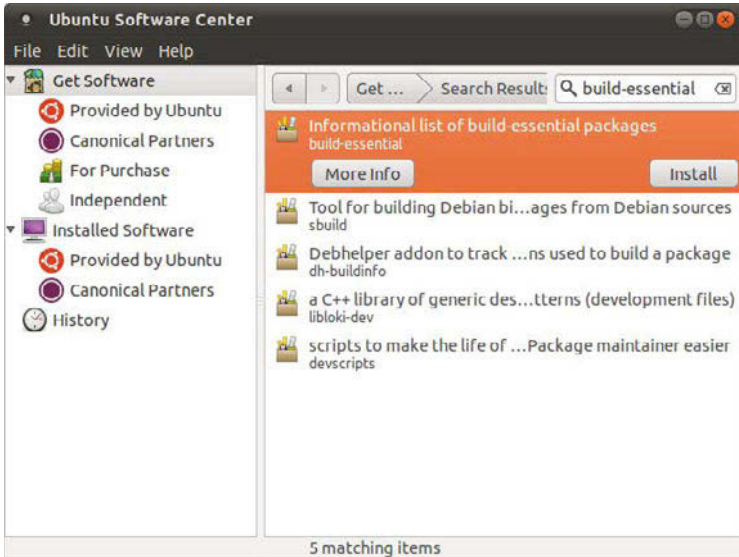 Ubuntu Software Center
File Edit View Help
Get Software
Provided by Ubuntu
Canonical Partners
For Purchase
Independent
Installed Software
Provided by Ubuntu
Canonical Partners
History
Get ... Search Results build-essential
Informational list of build-essential packages
build-essential
More Info Install
Tool for building Debian bi...ages from Debian sources
sbuild
Debhelper addon to track ...ns used to build a package
dh-buildinfo
a C++ library of generic des...tterns (development files)
libloki-dev
scripts to make the life of ...Package maintainer easier
devscripts
5 matching items